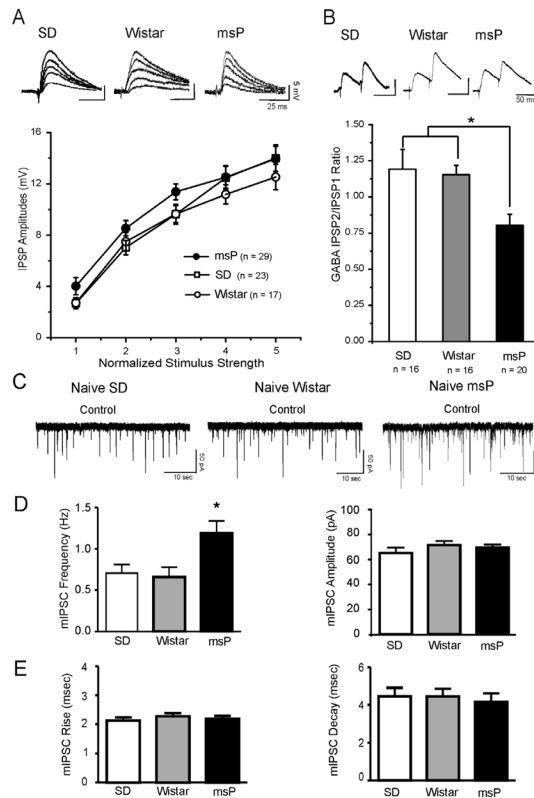 A
SD Wistar msP
5 mV
25 ms
IPSP Amplitudes (mV)
16
12
8
4
0
msP (n = 29)
SD (n = 23)
Wistar (n = 17)
1 2 3 4 5
Normalized Stimulus Strength
B
SD Wistar msP
50 ms
*
GABA IPSP2/IPSP1 Ratio
1.50
1.25
1.00
0.75
0.50
0.25
0.00
SD Wistar msP
n = 16 n = 16 n = 20
C
Naive SD Naive Wistar Naive msP
Control Control Control
50 pA 50 pA 50 pA
10 sec 10 sec 10 sec
D
mIPSC Frequency (Hz)
1.5
1.0
0.5
0.0
*
SD Wistar msP
mIPSC Amplitude (pA)
100
80
60
40
20
0
SD Wistar msP
E
mIPSC Rise (msec)
4
3
2
1
0
SD Wistar msP
mIPSC Decay (msec)
6
4
2
0
SD Wistar msP